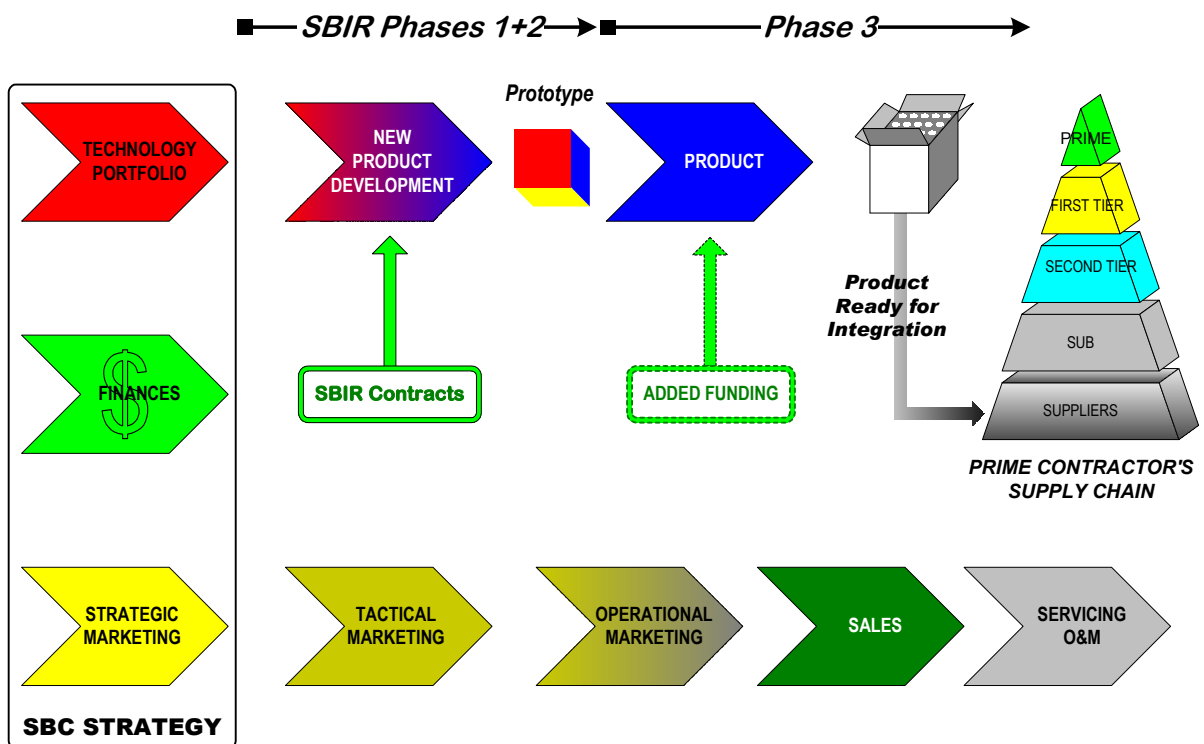 SBIR Phases 1+2
Phase 3
TECHNOLOGY
PORTFOLIO
NEW
PRODUCT
DEVELOPMENT
Prototype
PRODUCT
PRIME
FIRST TIER
SECOND TIER
SUB
SUPPLIERS
Product
Ready for
Integration
$
FINANCES
SBIR Contracts
ADDED FUNDING
PRIME CONTRACTOR'S
SUPPLY CHAIN
STRATEGIC
MARKETING
TACTICAL
MARKETING
OPERATIONAL
MARKETING
SALES
SERVICING
O&M
SBC STRATEGY